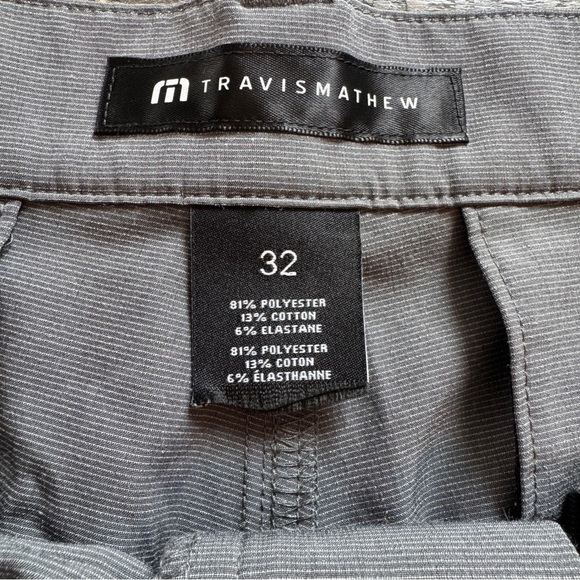 TRAVISMATHEW
32
81% POLYESTER
13% COTTON
6% ELASTANE
81% POLYESTER
13% COTON
6% ÉLASTHANNE